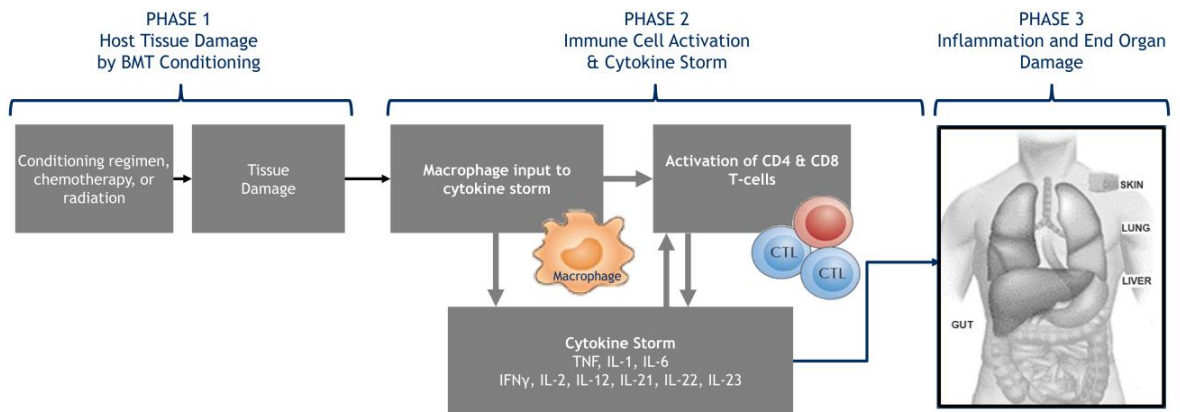 PHASE 1
Host Tissue Damage
by BMT Conditioning
PHASE 2
Immune Cell Activation
& Cytokine Storm
PHASE 3
Inflammation and End Organ
Damage
Conditioning regimen,
chemotherapy, or
radiation
Tissue
Damage
Macrophage input to
cytokine storm
Activation of CD4 & CD8
T-cells
Macrophage
CTL
CTL
Cytokine Storm
TNF, IL-1, IL-6
IFNγ, IL-2, IL-12, IL-21, IL-22, IL-23
SKIN
LUNG
LIVER
GUT